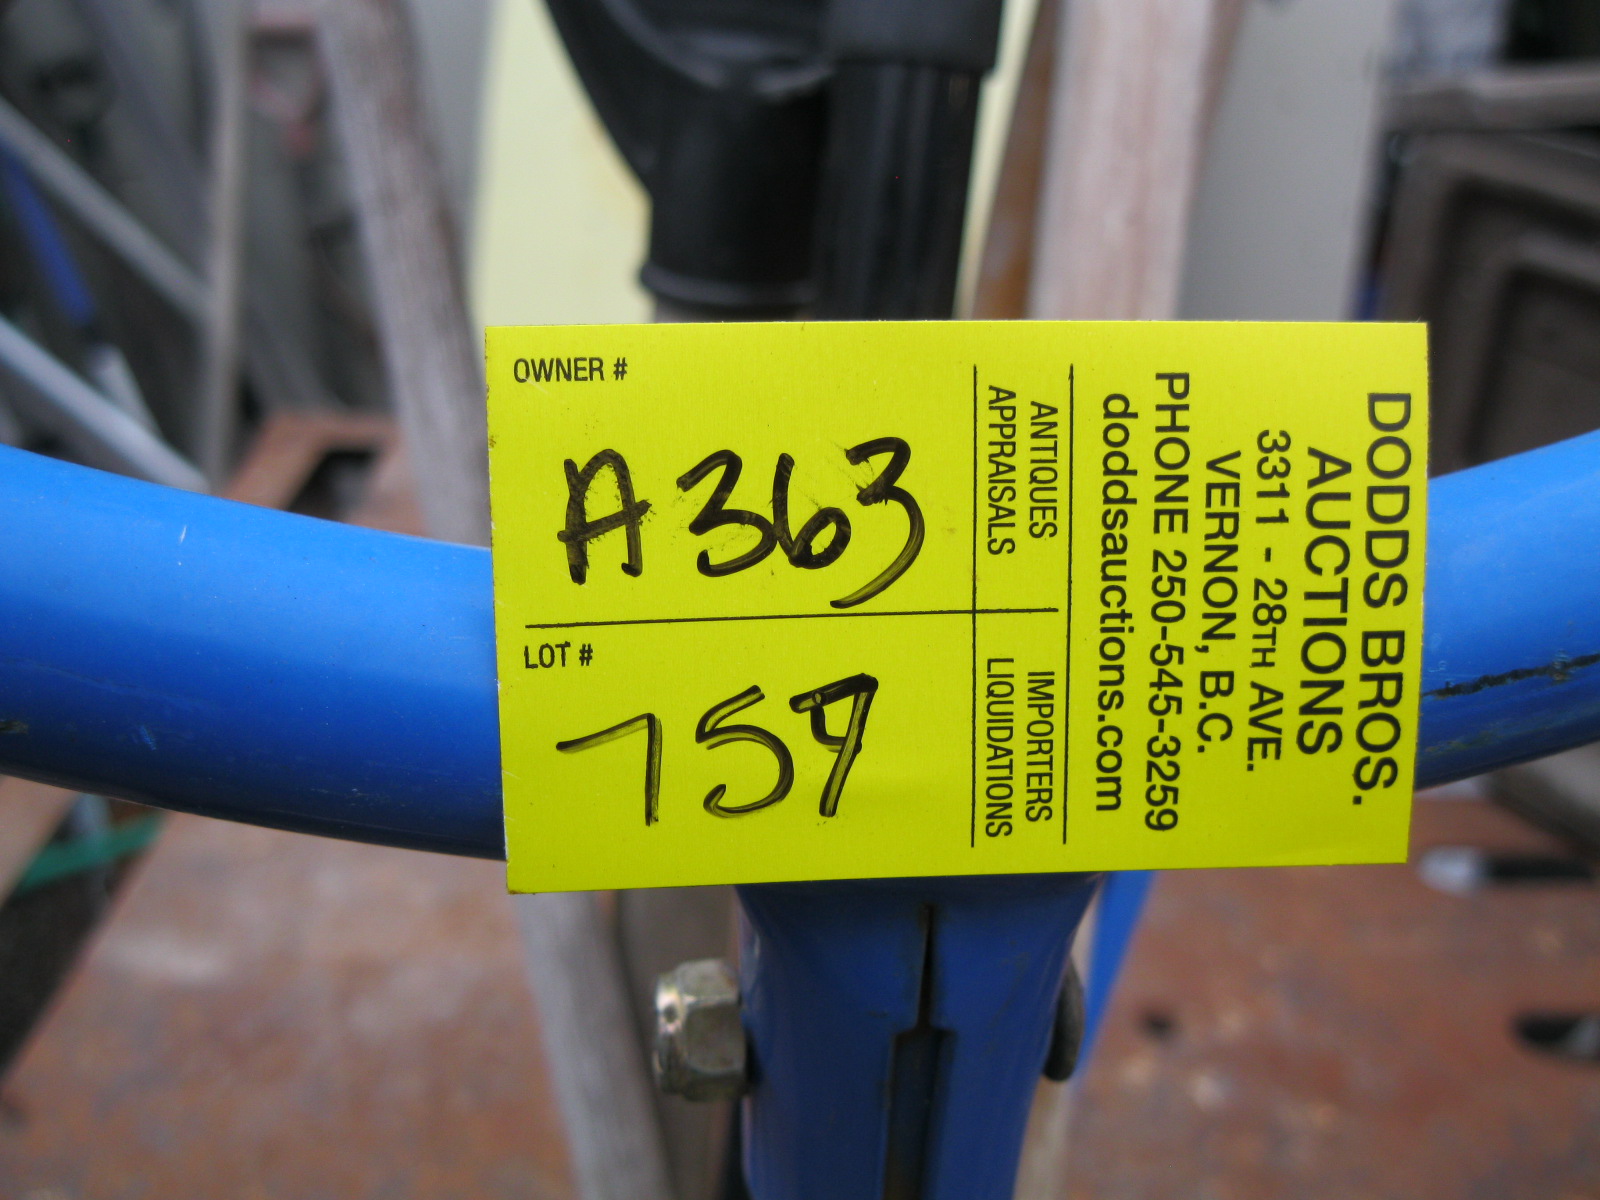 OWNER #
A363
LOT #
759
ANTIQUES
APPRAISALS
IMPORTERS
LIQUIDATIONS
DODDS BROS.
AUCTIONS
3311 - 28TH AVE.
VERNON, B.C.
PHONE 250-545-3259
doddsauctions.com